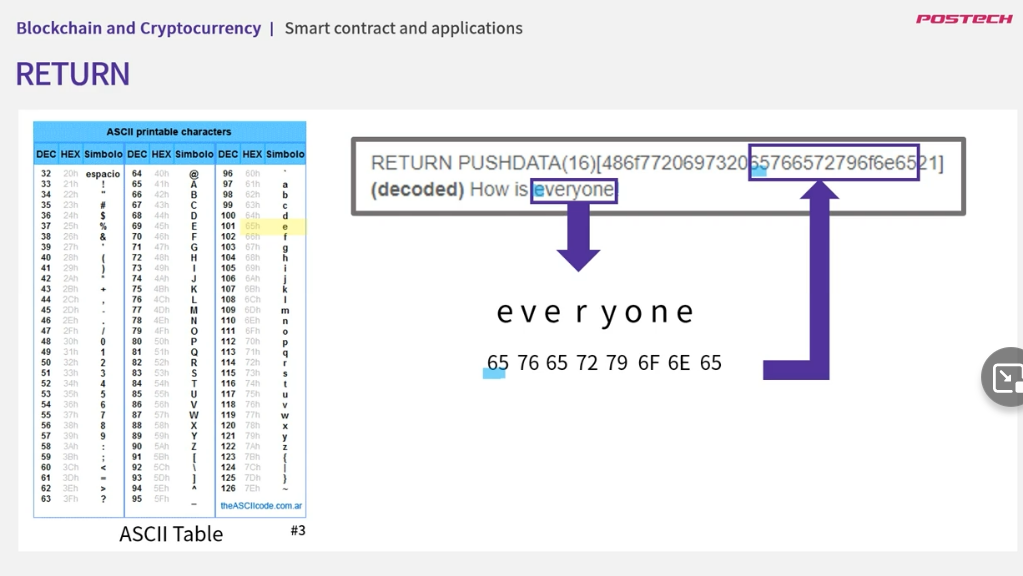 Blockchain and Cryptocurrency | Smart contract and applications
POSTECH
RETURN
ASCII printable characters
DEC HEX Simbolo DEC HEX Simbolo DEC HEX Simbolo
32 20h espacio 64 40h @ 96 60h `
33 21h ! 65 41h A 97 61h a
34 22h " 66 42h B 98 62h b
35 23h # 67 43h C 99 63h c
36 24h $ 68 44h D 100 64h d
37 25h % 69 45h E 101 65h e
38 26h & 70 46h F 102 66h f
39 27h ' 71 47h G 103 67h g
40 28h ( 72 48h H 104 68h h
41 29h ) 73 49h I 105 69h i
42 2Ah * 74 4Ah J 106 6Ah j
43 2Bh + 75 4Bh K 107 6Bh k
44 2Ch , 76 4Ch L 108 6Ch l
45 2Dh - 77 4Dh M 109 6Dh m
46 2Eh . 78 4Eh N 110 6Eh n
47 2Fh / 79 4Fh O 111 6Fh o
48 30h 0 80 50h P 112 70h p
49 31h 1 81 51h Q 113 71h q
50 32h 2 82 52h R 114 72h r
51 33h 3 83 53h S 115 73h s
52 34h 4 84 54h T 116 74h t
53 35h 5 85 55h U 117 75h u
54 36h 6 86 56h V 118 76h v
55 37h 7 87 57h W 119 77h w
56 38h 8 88 58h X 120 78h x
57 39h 9 89 59h Y 121 79h y
58 3Ah : 90 5Ah Z 122 7Ah z
59 3Bh ; 91 5Bh [ 123 7Bh {
60 3Ch < 92 5Ch \ 124 7Ch |
61 3Dh = 93 5Dh ] 125 7Dh }
62 3Eh > 94 5Eh ^ 126 7Eh ~
63 3Fh ? 95 5Fh _
theASCIIcode.com.ar
ASCII Table
#3
RETURN PUSHDATA(16)[486f772069732065766572796f6e6521]
(decoded) How is everyone!
e v e r y o n e
65 76 65 72 79 6F 6E 65